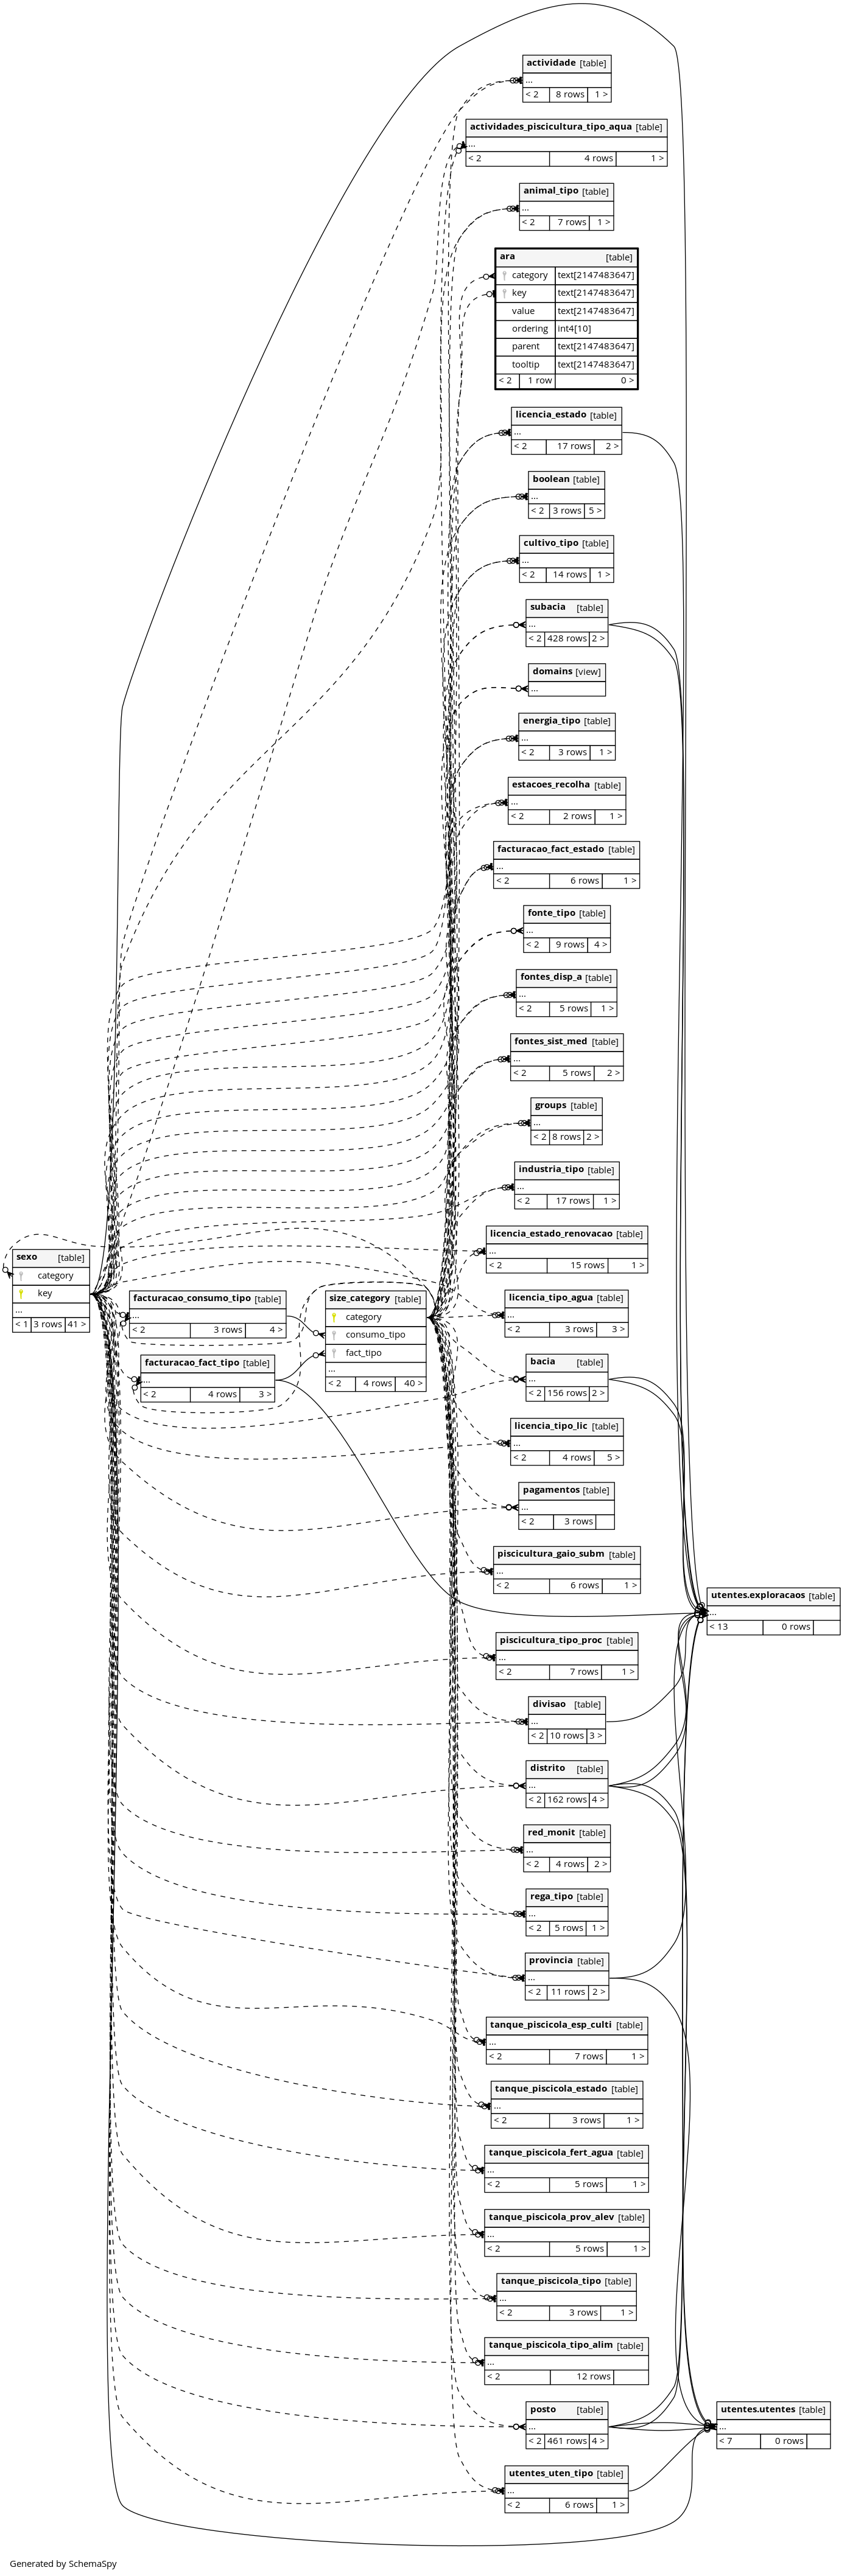 actividade [table]
...
< 2 8 rows 1 >
actividades_piscicultura_tipo_aqua [table]
...
< 2 4 rows 1 >
animal_tipo [table]
...
< 2 7 rows 1 >
ara [table]
category text[2147483647]
key text[2147483647]
value text[2147483647]
ordering int4[10]
parent text[2147483647]
tooltip text[2147483647]
< 2 1 row 0 >
licencia_estado [table]
...
< 2 17 rows 2 >
boolean [table]
...
< 2 3 rows 5 >
cultivo_tipo [table]
...
< 2 14 rows 1 >
subacia [table]
...
< 2 428 rows 2 >
domains [view]
...
energia_tipo [table]
...
< 2 3 rows 1 >
estacoes_recolha [table]
...
< 2 2 rows 1 >
facturacao_fact_estado [table]
...
< 2 6 rows 1 >
fonte_tipo [table]
...
< 2 9 rows 4 >
fontes_disp_a [table]
...
< 2 5 rows 1 >
fontes_sist_med [table]
...
< 2 5 rows 2 >
groups [table]
...
< 2 8 rows 2 >
industria_tipo [table]
...
< 2 17 rows 1 >
licencia_estado_renovacao [table]
...
< 2 15 rows 1 >
sexo [table]
category
key
...
< 1 3 rows 41 >
facturacao_consumo_tipo [table]
...
< 2 3 rows 4 >
facturacao_fact_tipo [table]
...
< 2 4 rows 3 >
size_category [table]
category
consumo_tipo
fact_tipo
...
< 2 4 rows 40 >
licencia_tipo_agua [table]
...
< 2 3 rows 3 >
bacia [table]
...
< 2 156 rows 2 >
licencia_tipo_lic [table]
...
< 2 4 rows 5 >
pagamentos [table]
...
< 2 3 rows
piscicultura_gaio_subm [table]
...
< 2 6 rows 1 >
utentes.exploracaos [table]
...
< 13 0 rows
piscicultura_tipo_proc [table]
...
< 2 7 rows 1 >
divisao [table]
...
< 2 10 rows 3 >
distrito [table]
...
< 2 162 rows 4 >
red_monit [table]
...
< 2 4 rows 2 >
rega_tipo [table]
...
< 2 5 rows 1 >
provincia [table]
...
< 2 11 rows 2 >
tanque_piscicola_esp_culti [table]
...
< 2 7 rows 1 >
tanque_piscicola_estado [table]
...
< 2 3 rows 1 >
tanque_piscicola_fert_agua [table]
...
< 2 5 rows 1 >
tanque_piscicola_prov_alev [table]
...
< 2 5 rows 1 >
tanque_piscicola_tipo [table]
...
< 2 3 rows 1 >
tanque_piscicola_tipo_alim [table]
...
< 2 12 rows
posto [table]
...
< 2 461 rows 4 >
utentes.utentes [table]
...
< 7 0 rows
utentes_uten_tipo [table]
...
< 2 6 rows 1 >
Generated by SchemaSpy